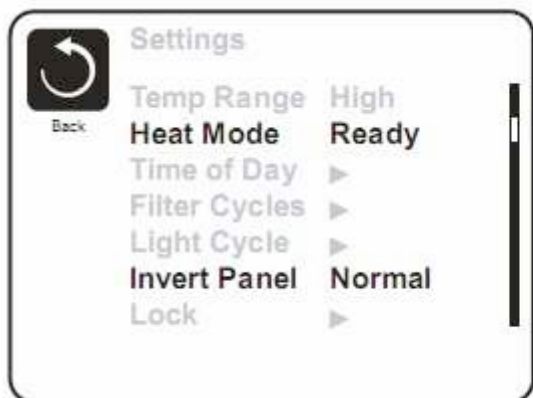 Settings
Back
Temp Range High
Heat Mode Ready
Time of Day
Filter Cycles
Light Cycle
Invert Panel Normal
Lock